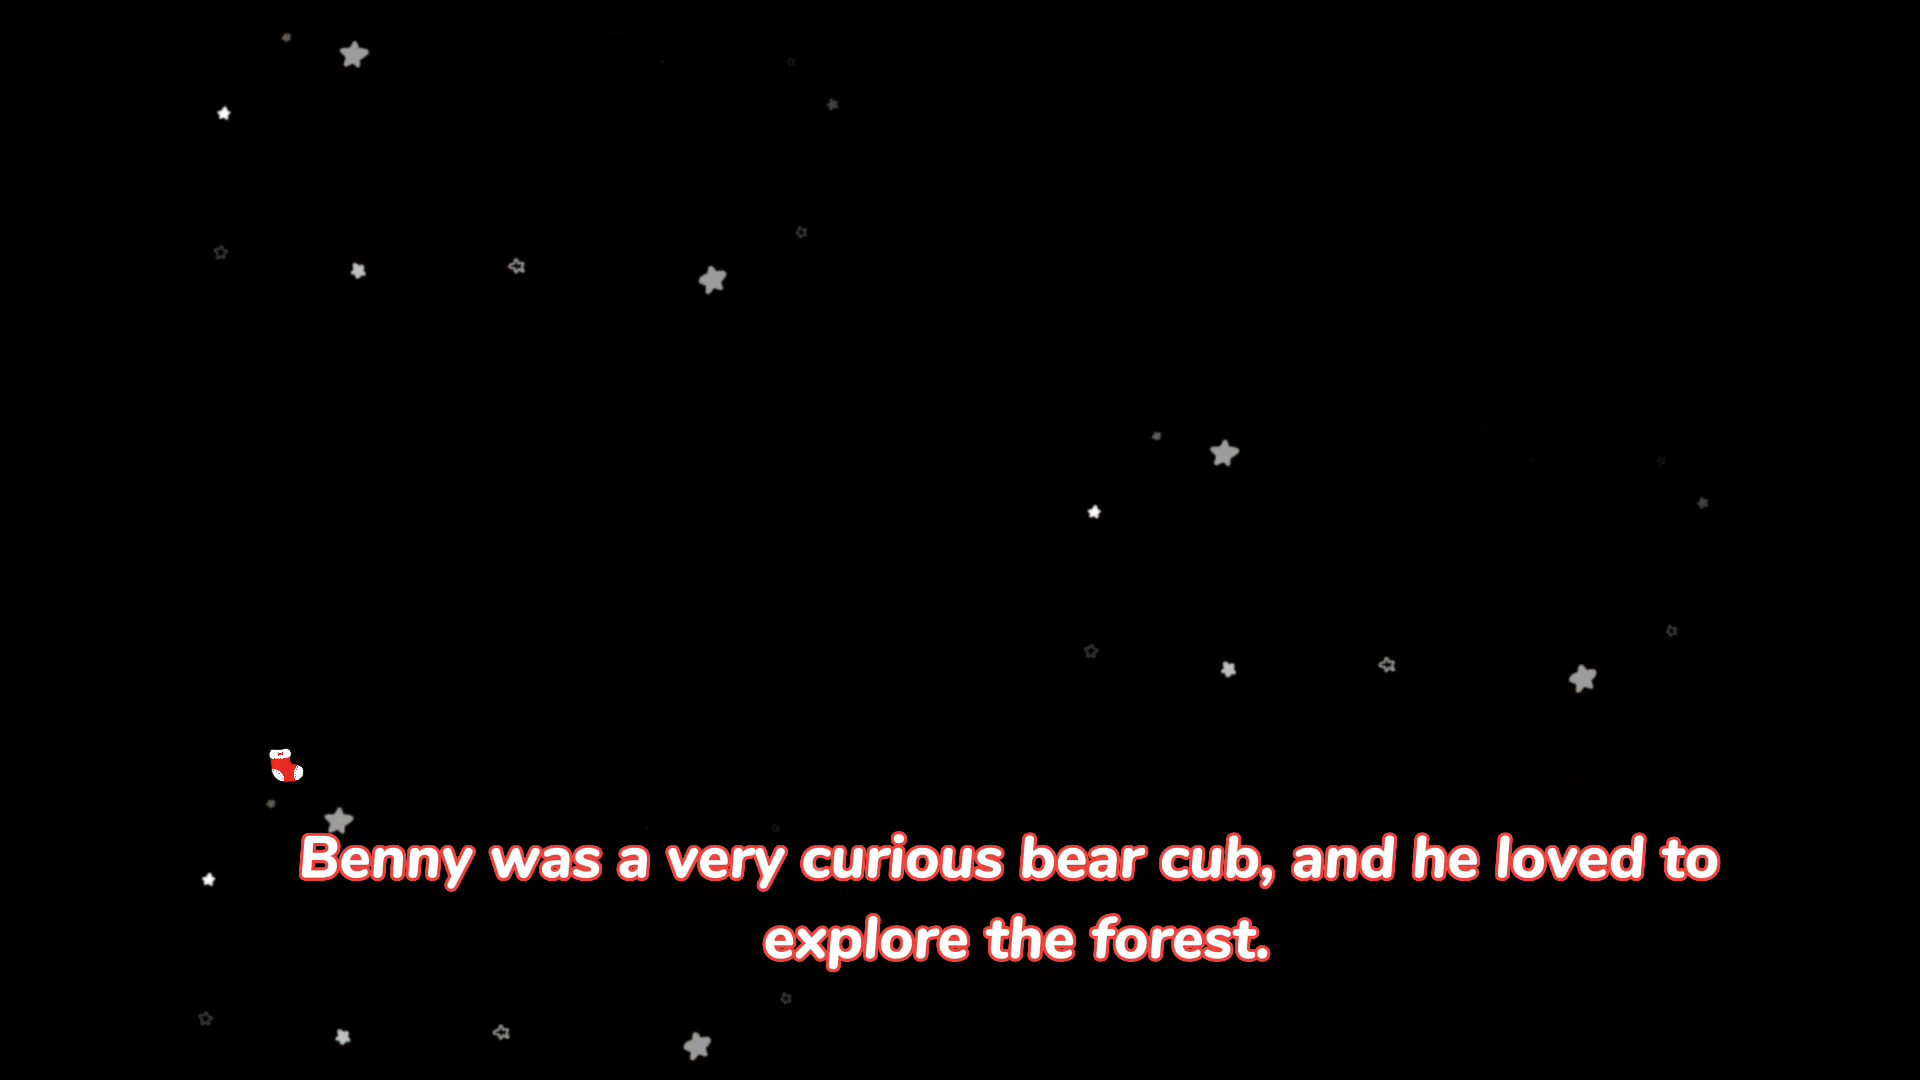 Benny was a very curious bear cub, and he loved to
explore the forest.